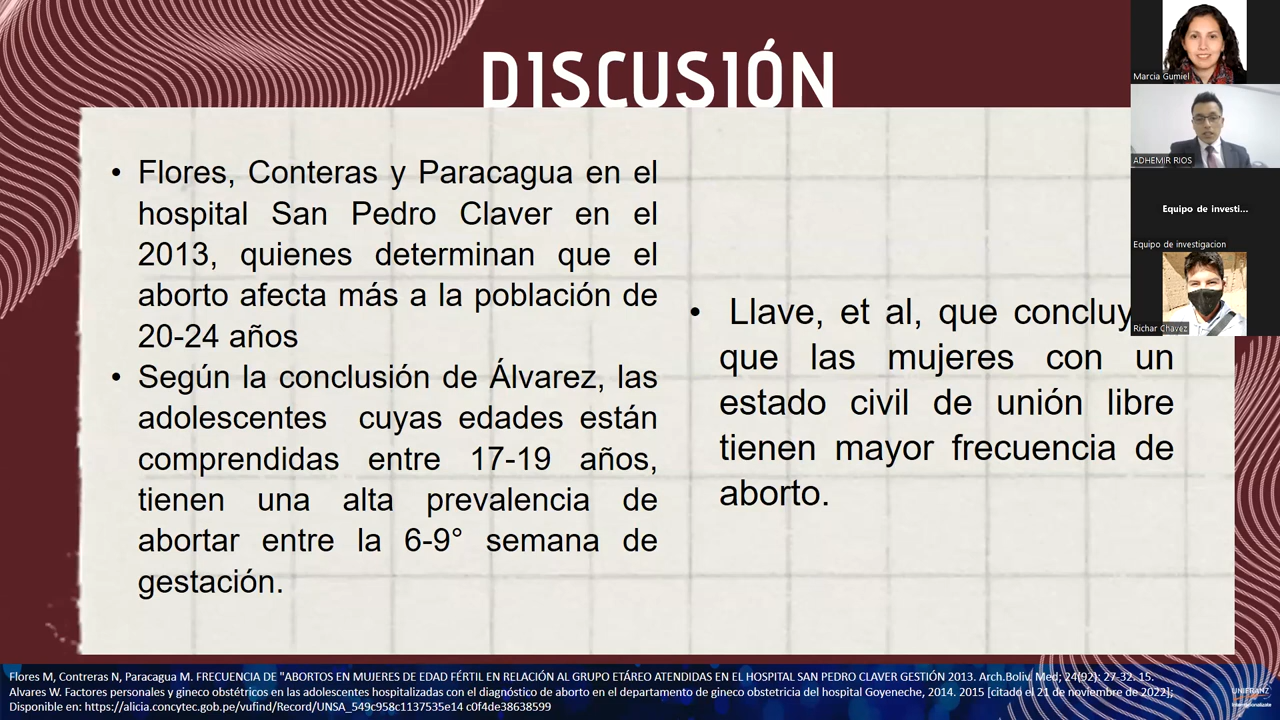 DISCUSIÓN
• Flores, Conteras y Paracagua en el
hospital San Pedro Claver en el
2013, quienes determinan que el
aborto afecta más a la población de
20-24 años
• Según la conclusión de Álvarez, las
adolescentes cuyas edades están
comprendidas entre 17-19 años,
tienen una alta prevalencia de
abortar entre la 6-9° semana de
gestación.
• Llave, et al, que concluy
que las mujeres con un
estado civil de unión libre
tienen mayor frecuencia de
aborto.
Marcia Gumiel
ADHEMIR RIOS
Equipo de investi...
Equipo de investigacion
Richar Chavez
Flores M, Contreras N, Paracagua M. FRECUENCIA DE "ABORTOS EN MUJERES DE EDAD FÉRTIL EN RELACIÓN AL GRUPO ETÁREO ATENDIDAS EN EL HOSPITAL SAN PEDRO CLAVER GESTIÓN 2013. Arch.Boliv. Med; 24(92): 27-32. 15.
Alvares W. Factores personales y gineco obstétricos en las adolescentes hospitalizadas con el diagnóstico de aborto en el departamento de gineco obstetricia del hospital Goyeneche, 2014. 2015 [citado el 21 de noviembre de 2022];
Disponible en: https://alicia.concytec.gob.pe/vufind/Record/UNSA_549c958c1137535e14 c0f4de38638599
UNIFRANZ